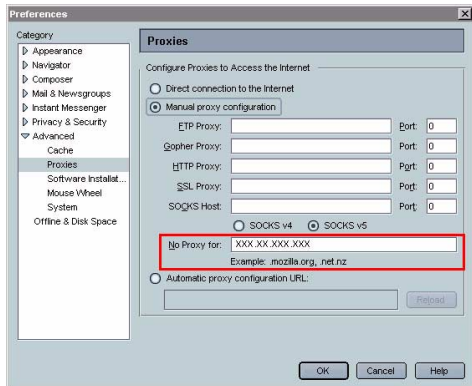 Preferences
Category
Appearance
Navigator
Composer
Mail & Newsgroups
Instant Messenger
Privacy & Security
Advanced
Cache
Proxies
Software Installat...
Mouse Wheel
System
Offline & Disk Space
Proxies
Configure Proxies to Access the Internet
Direct connection to the Internet
Manual proxy configuration
FTP Proxy: Port: 0
Gopher Proxy: Port: 0
HTTP Proxy: Port: 0
SSL Proxy: Port: 0
SOCKS Host: Port: 0
SOCKS v4 SOCKS v5
No Proxy for: XXX.XX.XXX.XXX
Example: .mozilla.org, .net.nz
Automatic proxy configuration URL:
Reload
OK Cancel Help